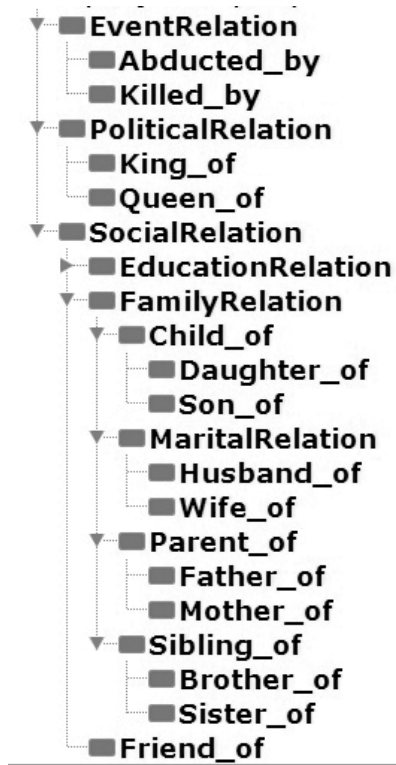 EventRelation
Abducted_by
Killed_by
PoliticalRelation
King_of
Queen_of
SocialRelation
EducationRelation
FamilyRelation
Child_of
Daughter_of
Son_of
MaritalRelation
Husband_of
Wife_of
Parent_of
Father_of
Mother_of
Sibling_of
Brother_of
Sister_of
Friend_of